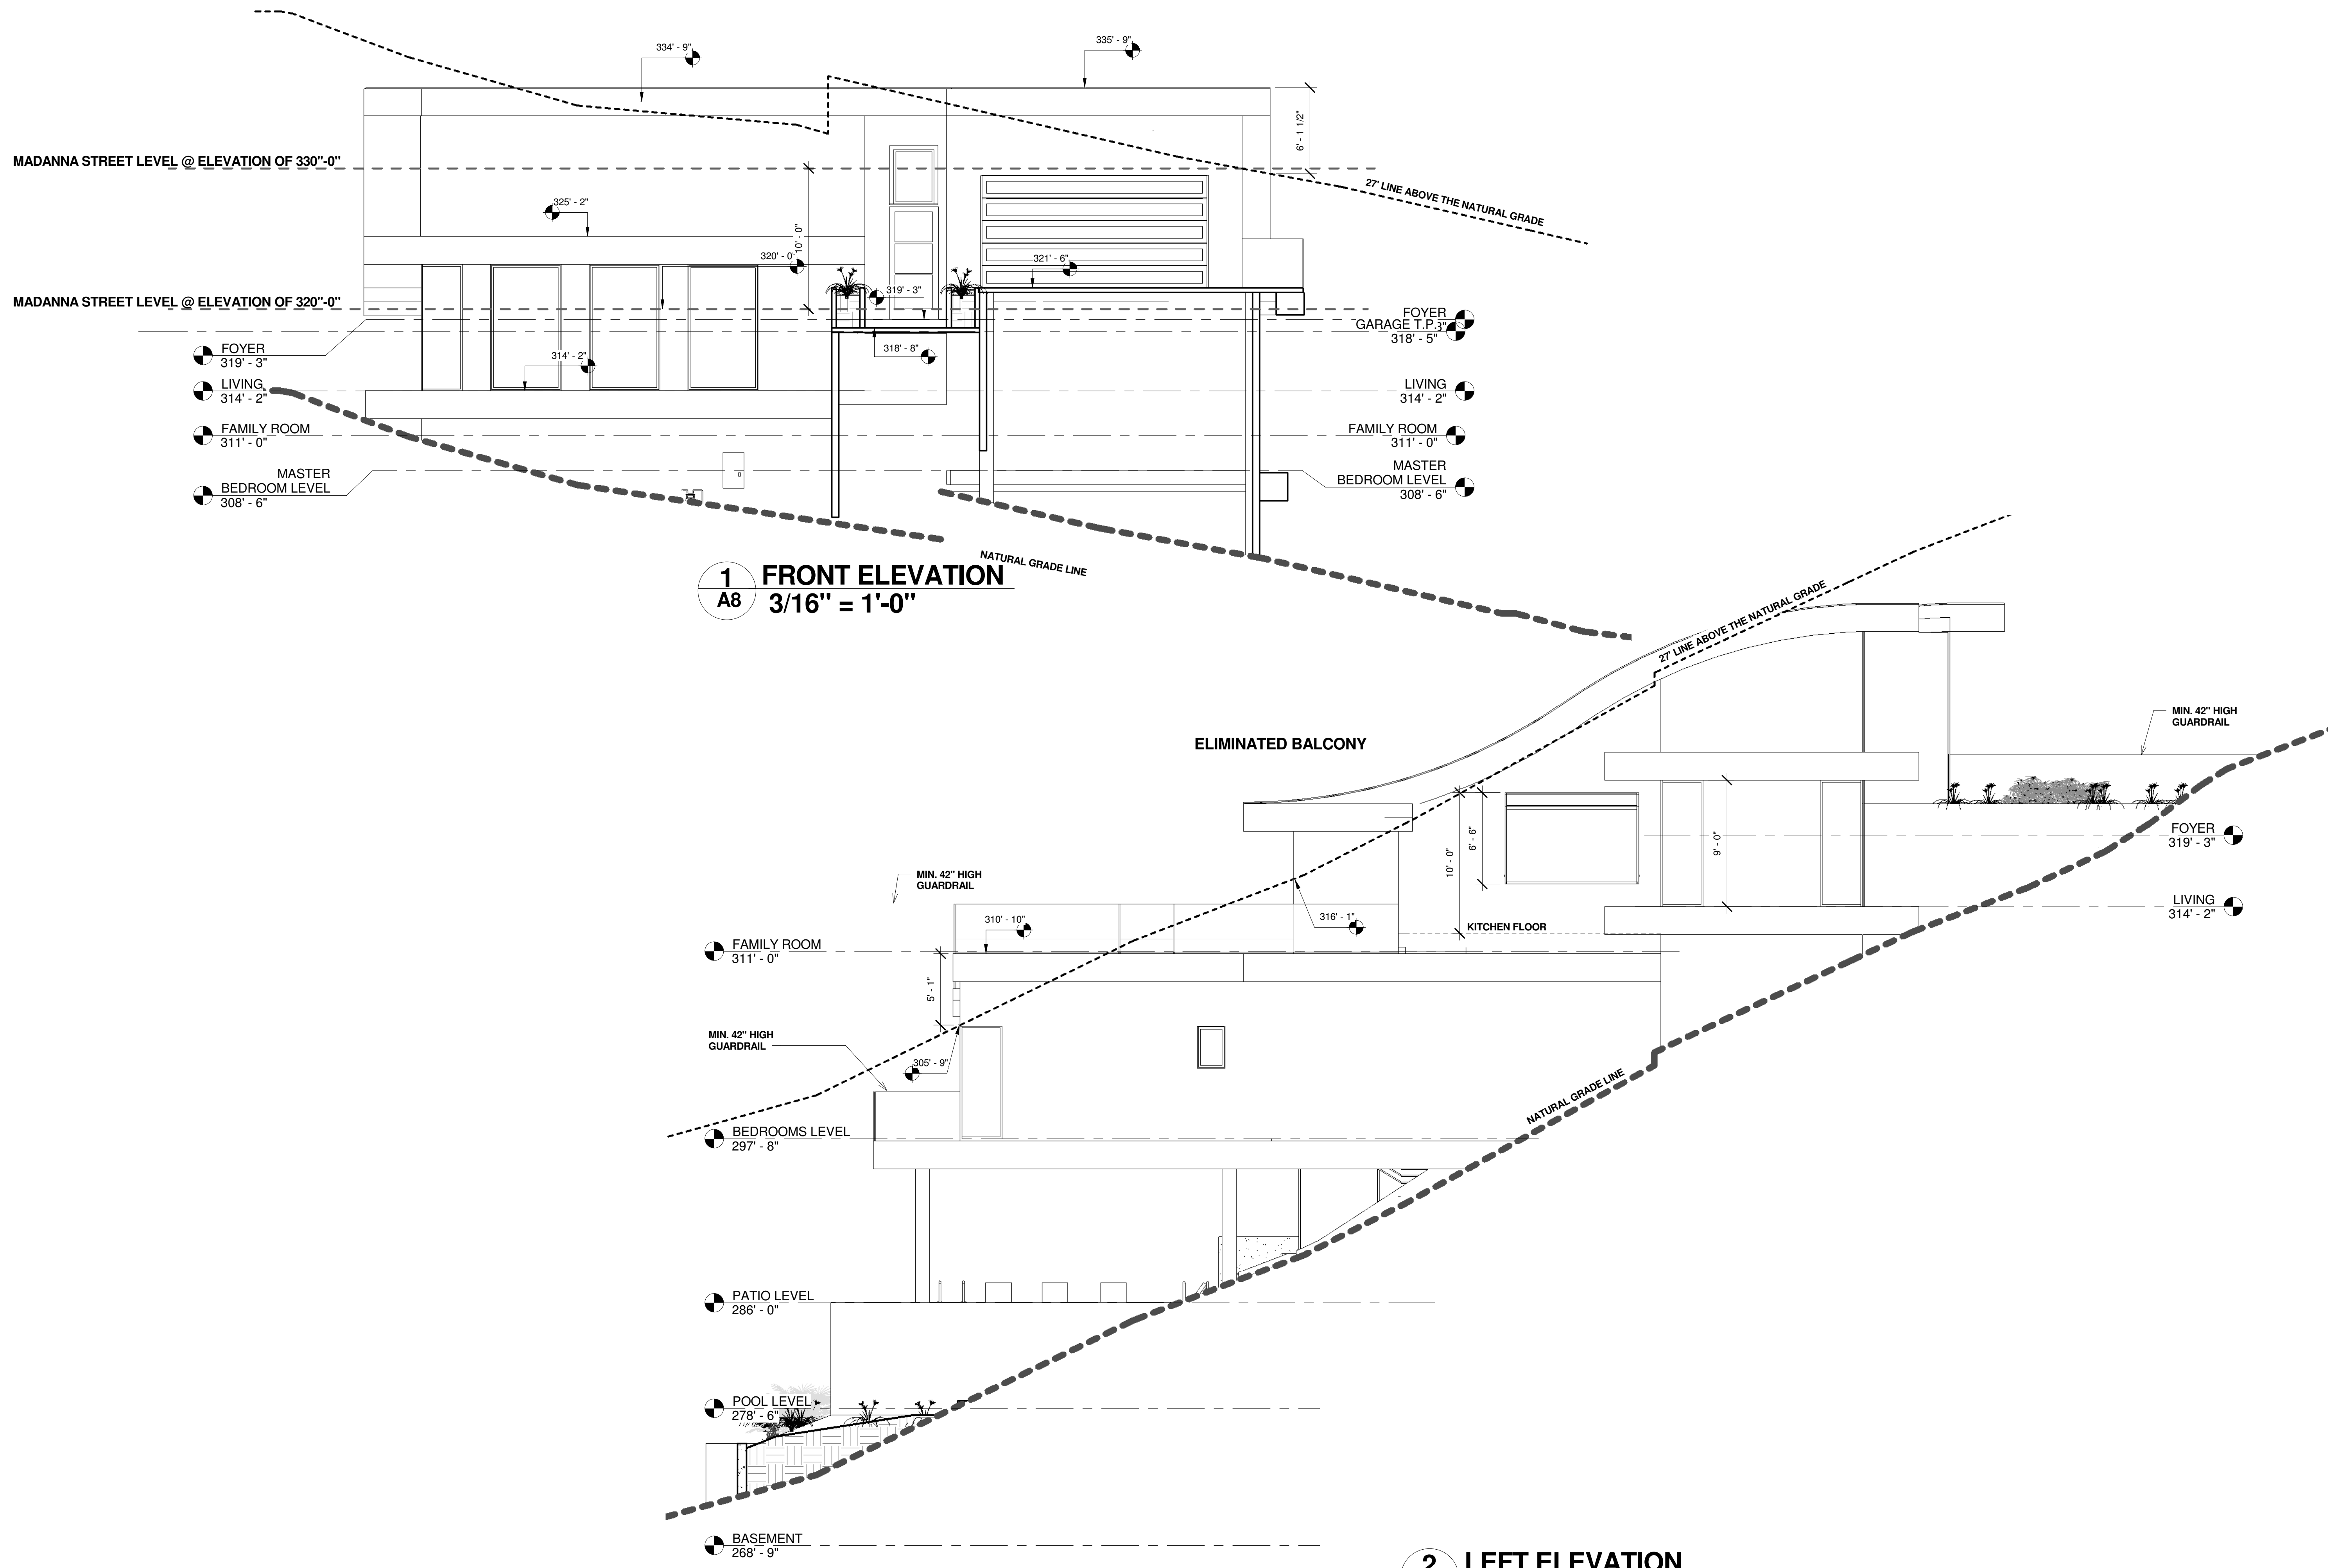 334' - 9"
335' - 9"
6' - 1 1/2"
MADANNA STREET LEVEL @ ELEVATION OF 330"-0"
27' LINE ABOVE THE NATURAL GRADE
325' - 2"
10' - 0"
320' - 0"
321' - 6"
319' - 3"
MADANNA STREET LEVEL @ ELEVATION OF 320"-0"
FOYER
GARAGE T.P.
318' - 5"
FOYER
319' - 3"
314' - 2"
318' - 8"
LIVING
314' - 2"
LIVING
314' - 2"
FAMILY ROOM
311' - 0"
FAMILY ROOM
311' - 0"
MASTER
BEDROOM LEVEL
308' - 6"
MASTER
BEDROOM LEVEL
308' - 6"
NATURAL GRADE LINE
1
A8
FRONT ELEVATION
3/16" = 1'-0"
27' LINE ABOVE THE NATURAL GRADE
MIN. 42" HIGH
GUARDRAIL
ELIMINATED BALCONY
10' - 0"
6' - 6"
9' - 0"
FOYER
319' - 3"
MIN. 42" HIGH
GUARDRAIL
LIVING
314' - 2"
310' - 10"
316' - 1"
KITCHEN FLOOR
FAMILY ROOM
311' - 0"
5' - 1"
MIN. 42" HIGH
GUARDRAIL
305' - 9"
NATURAL GRADE LINE
BEDROOMS LEVEL
297' - 8"
PATIO LEVEL
286' - 0"
POOL LEVEL
278' - 6"
BASEMENT
268' - 9"
2
LEFT ELEVATION